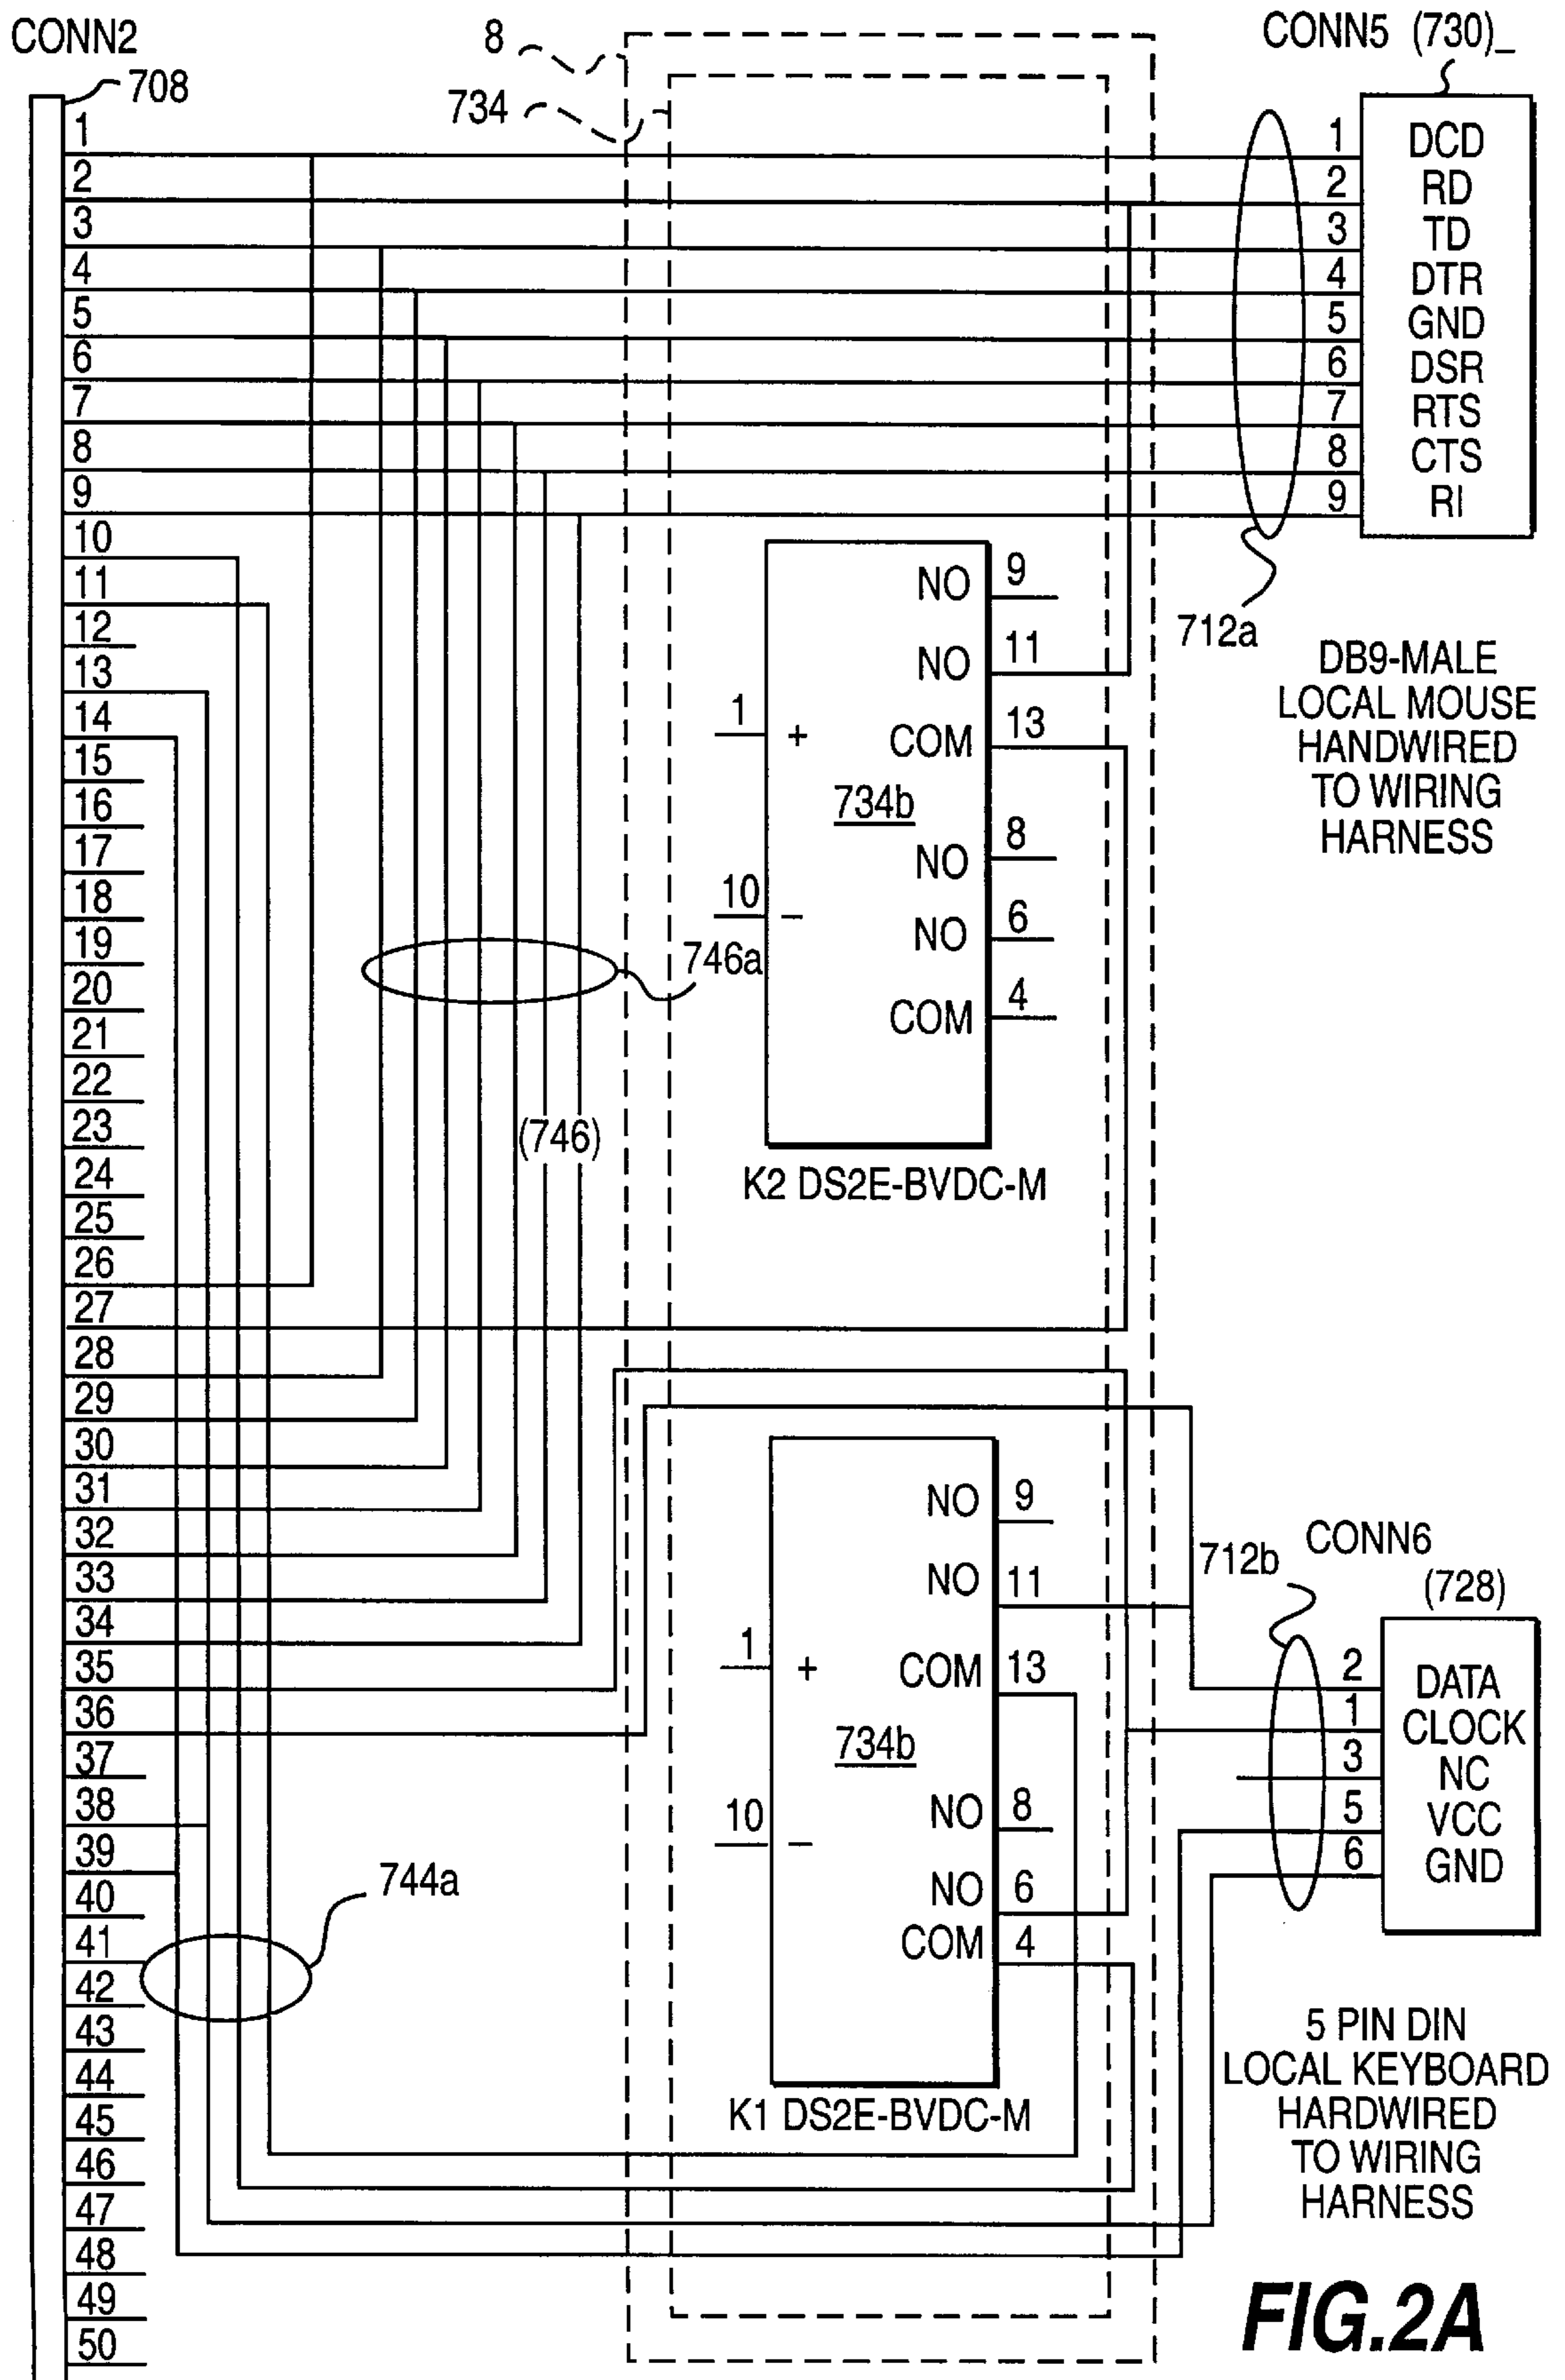 CONN2
708
8
734
CONN5 (730)_
1
2
3
4
5
6
7
8
9
10
11
12
13
14
15
16
17
18
19
20
21
22
23
24
25
26
27
28
29
30
31
32
33
34
35
36
37
38
39
40
41
42
43
44
45
46
47
48
49
50
1 DCD
2 RD
3 TD
4 DTR
5 GND
6 DSR
7 RTS
8 CTS
9 RI
712a
DB9-MALE
LOCAL MOUSE
HANDWIRED
TO WIRING
HARNESS
NO 9
NO 11
1 +
COM 13
734b
NO 8
10 −
NO 6
COM 4
746a
(746)
K2 DS2E-BVDC-M
NO 9
NO 11
1 +
COM 13
734b
10 −
NO 8
NO 6
COM 4
K1 DS2E-BVDC-M
744a
712b
CONN6
(728)
2 DATA
1 CLOCK
3 NC
5 VCC
6 GND
5 PIN DIN
LOCAL KEYBOARD
HARDWIRED
TO WIRING
HARNESS
FIG.2A